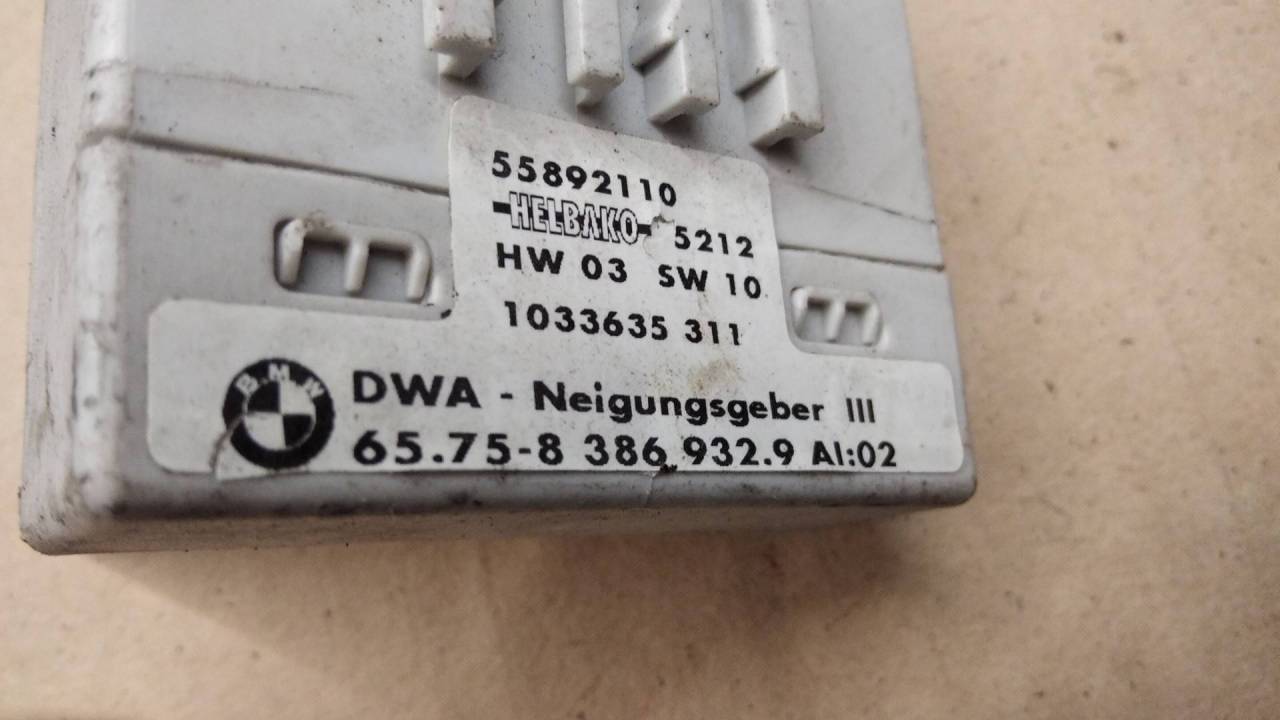 55892110
HELBAKO 5212
HW 03 SW 10
1033635 311
BMW
DWA - Neigungsgeber III
65.75-8 386 932.9 AI:02